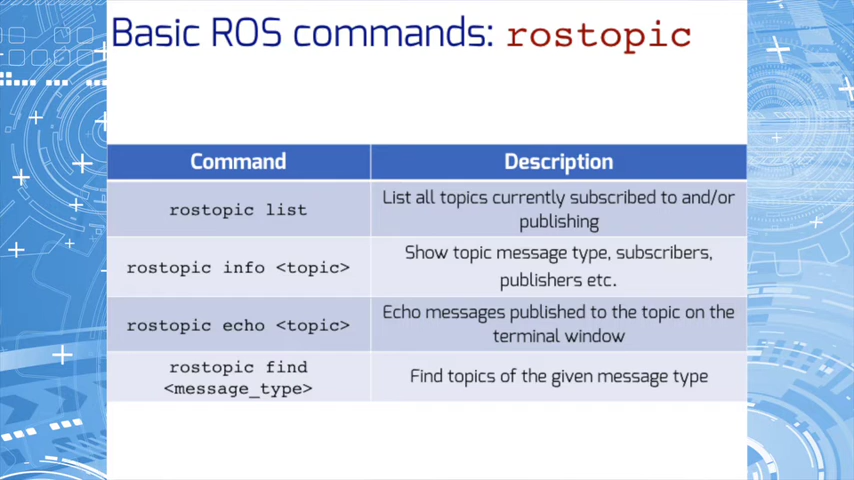 Basic ROS commands: rostopic
Command
Description
rostopic list
List all topics currently subscribed to and/or
publishing
rostopic info <topic>
Show topic message type, subscribers,
publishers etc.
rostopic echo <topic>
Echo messages published to the topic on the
terminal window
rostopic find
<message_type>
Find topics of the given message type